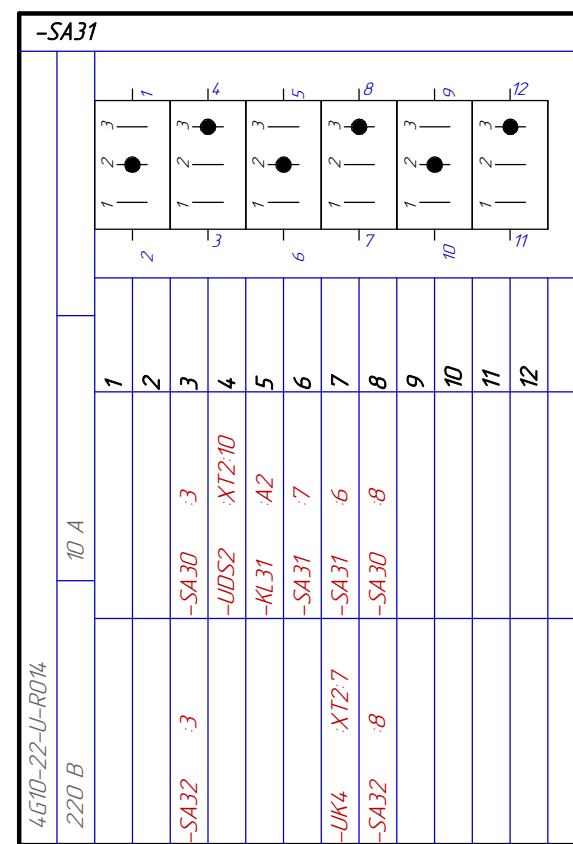 -SA31
1 4 5 8 9 12
3 3 3 3 3 3
2 2 2 2 2 2
1 1 1 1 1 1
2 3 6 7 10 11
1 2 3 4 5 6 7 8 9 10 11 12
4G10-22-U-R014
220 В
10 А
-SA30 :3
-SA32 :3
-UDS2 :XT2:10
-KL31 :A2
-SA31 :7
-SA31 :6
-UK4 :XT2:7
-SA30 :8
-SA32 :8